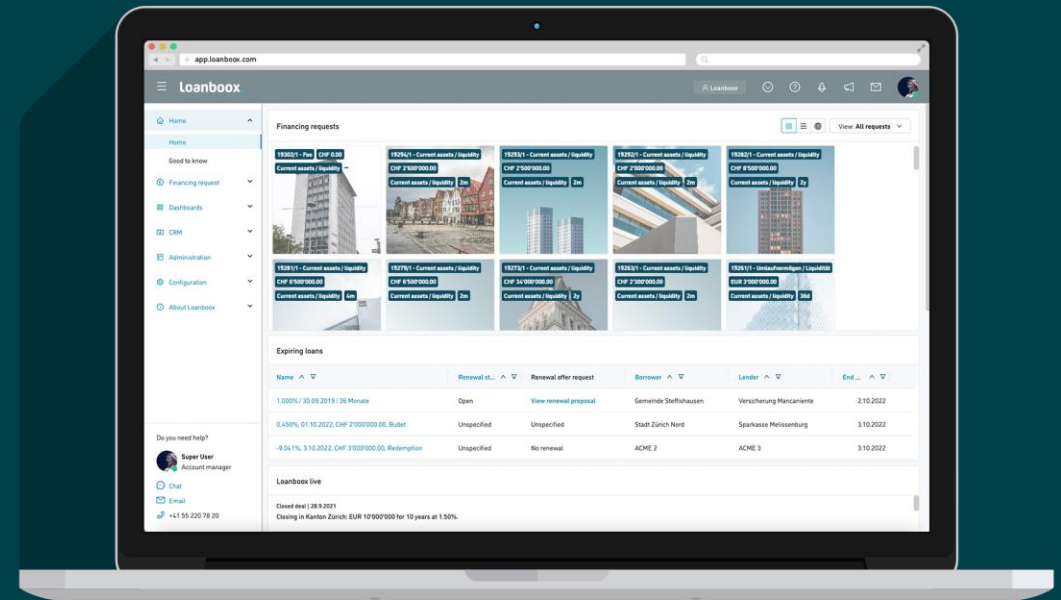 app.loanboox.com
Loanboox
Loanboox
Home
Home
Good to know
Financing request
Dashboards
CRM
Administration
Configuration
About Loanboox
Do you need help?
Super User
Account manager
Chat
Email
+41 55 220 78 20
Financing requests
View: All requests
19302/1 - Fee CHF 0.00
Current assets / liquidity -
19294/1 - Current assets / liquidity
CHF 2'500'000.00
Current assets / liquidity 2m
19293/1 - Current assets / liquidity
CHF 2'500'000.00
Current assets / liquidity 2m
19292/1 - Current assets / liquidity
CHF 2'900'000.00
Current assets / liquidity 2m
19282/1 - Current assets / liquidity
CHF 8'500'000.00
Current assets / liquidity 2y
19281/1 - Current assets / liquidity
CHF 6'500'000.00
Current assets / liquidity 4m
19279/1 - Current assets / liquidity
CHF 2'500'000.00
Current assets / liquidity 2m
19273/1 - Current assets / liquidity
CHF 34'000'000.00
Current assets / liquidity 2y
19263/1 - Current assets / liquidity
CHF 2'300'000.00
Current assets / liquidity 2m
19261/1 - Umlaufvermögen / Liquidität
EUR 3'000'000.00
Current assets / liquidity 36d
Expiring loans
Name Renewal st... Renewal offer request Borrower Lender End ...
1.000% / 30.09.2019 / 36 Monate Open View renewal proposal Gemeinde Steffishausen Versicherung Mancaniente 2.10.2022
0.450%, 01.10.2022, CHF 2'000'000.00, Bullet Unspecified Unspecified Stadt Zürich Nord Sparkasse Melissenburg 3.10.2022
-9.041%, 3.10.2022, CHF 3'000'000.00, Redemption Unspecified No renewal ACME 2 ACME 3 3.10.2022
Loanboox live
Closed deal | 28.9.2021
Closing in Kanton Zürich: EUR 10'000'000 for 10 years at 1.50%.